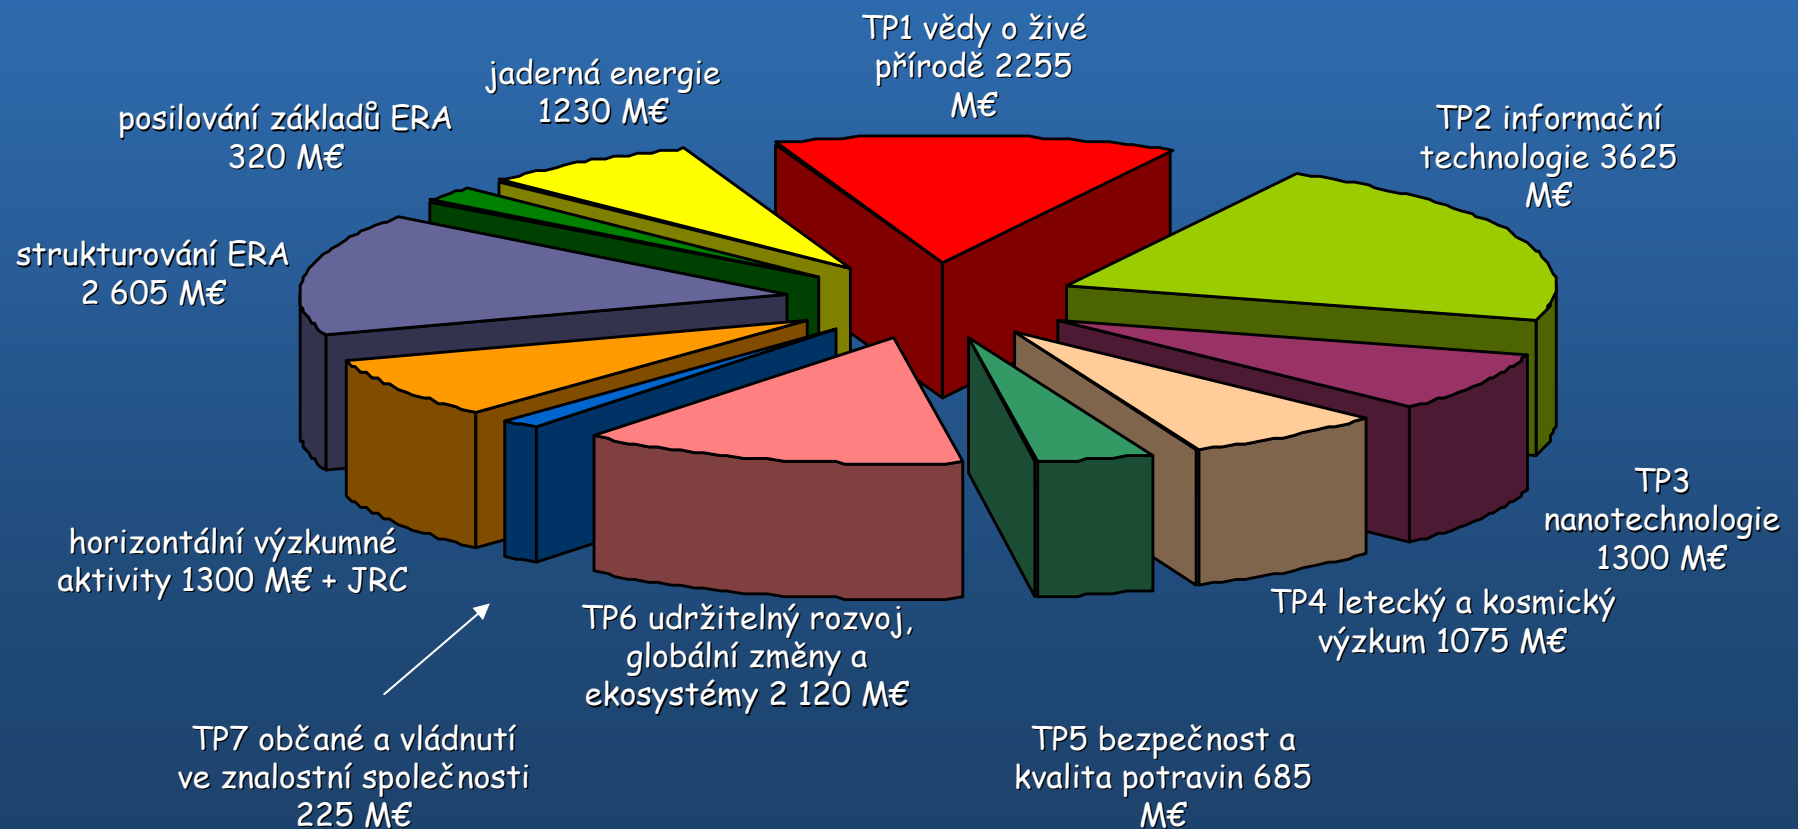 TP1 vědy o živé
přírodě 2255
M€
jaderná energie
1230 M€
posilování základů ERA
320 M€
TP2 informační
technologie 3625
M€
strukturování ERA
2 605 M€
TP3
nanotechnologie
1300 M€
horizontální výzkumné
aktivity 1300 M€ + JRC
TP4 letecký a kosmický
výzkum 1075 M€
TP6 udržitelný rozvoj,
globální změny a
ekosystémy 2 120 M€
TP7 občané a vládnutí
ve znalostní společnosti
225 M€
TP5 bezpečnost a
kvalita potravin 685
M€